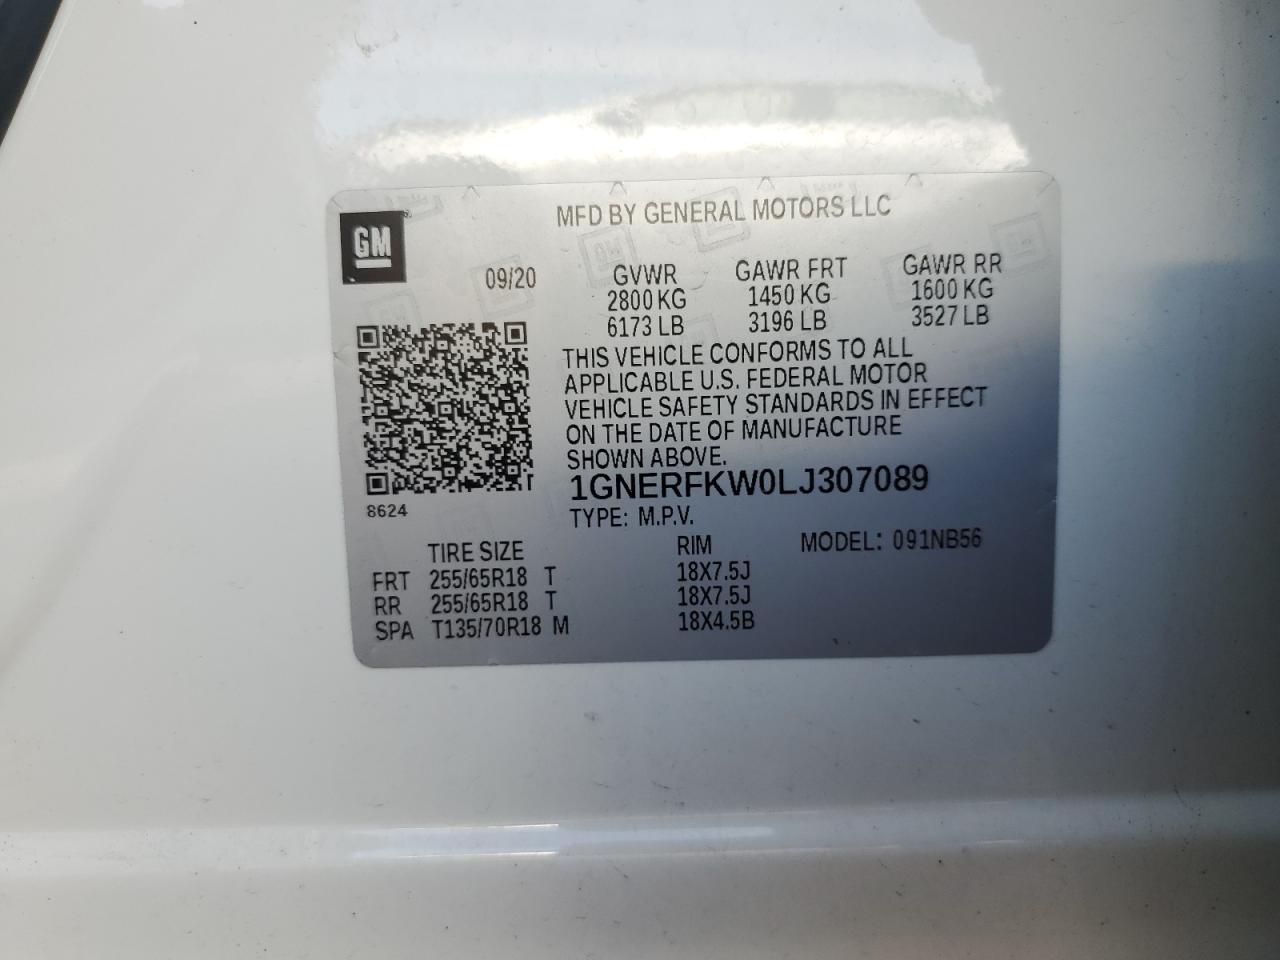 MFD BY GENERAL MOTORS LLC
GM
09/20
GVWR GAWR FRT GAWR RR
2800 KG 1450 KG 1600 KG
6173 LB 3196 LB 3527 LB
THIS VEHICLE CONFORMS TO ALL
APPLICABLE U.S. FEDERAL MOTOR
VEHICLE SAFETY STANDARDS IN EFFECT
ON THE DATE OF MANUFACTURE
SHOWN ABOVE.
1GNERFKW0LJ307089
8624
TYPE: M.P.V.
TIRE SIZE RIM MODEL: 091NB56
FRT 255/65R18 T 18X7.5J
RR 255/65R18 T 18X7.5J
SPA T135/70R18 M 18X4.5B